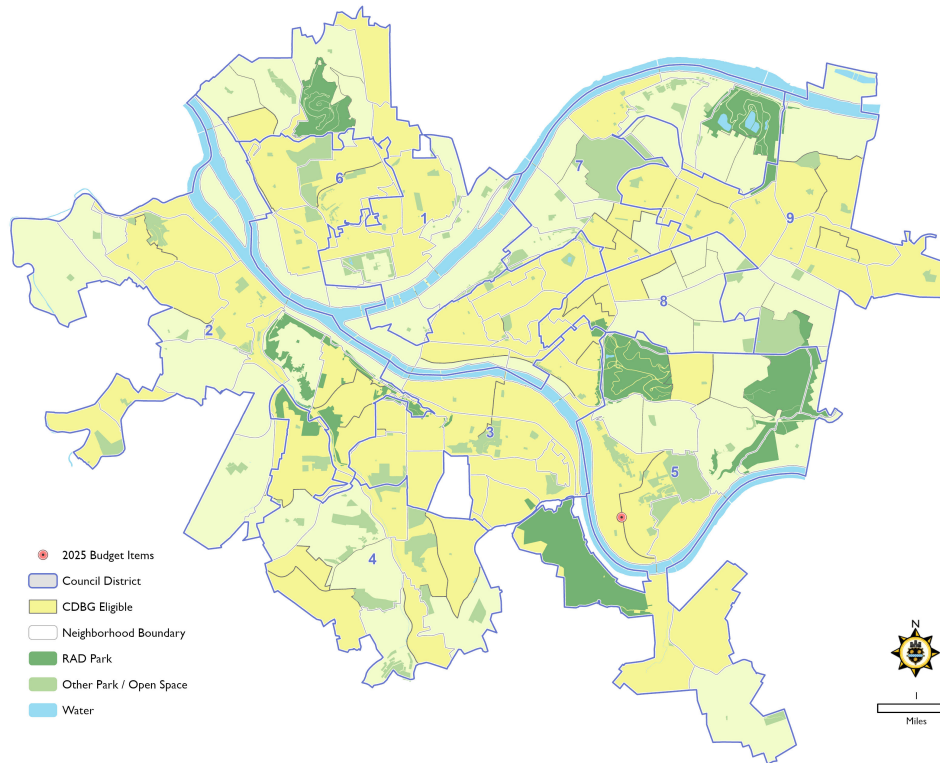 6
1
7
9
2
8
3
5
4
2025 Budget Items
Council District
CDBG Eligible
Neighborhood Boundary
RAD Park
Other Park / Open Space
Water
N
1
Miles